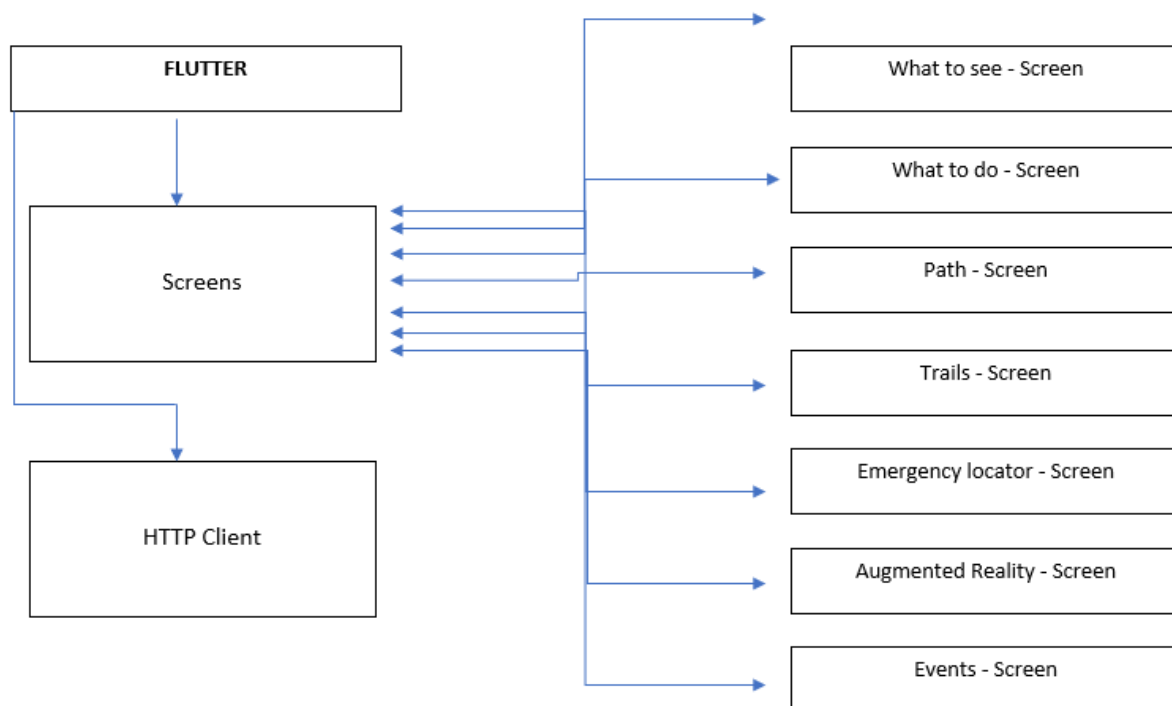 FLUTTER
Screens
HTTP Client
What to see - Screen
What to do - Screen
Path - Screen
Trails - Screen
Emergency locator - Screen
Augmented Reality - Screen
Events - Screen